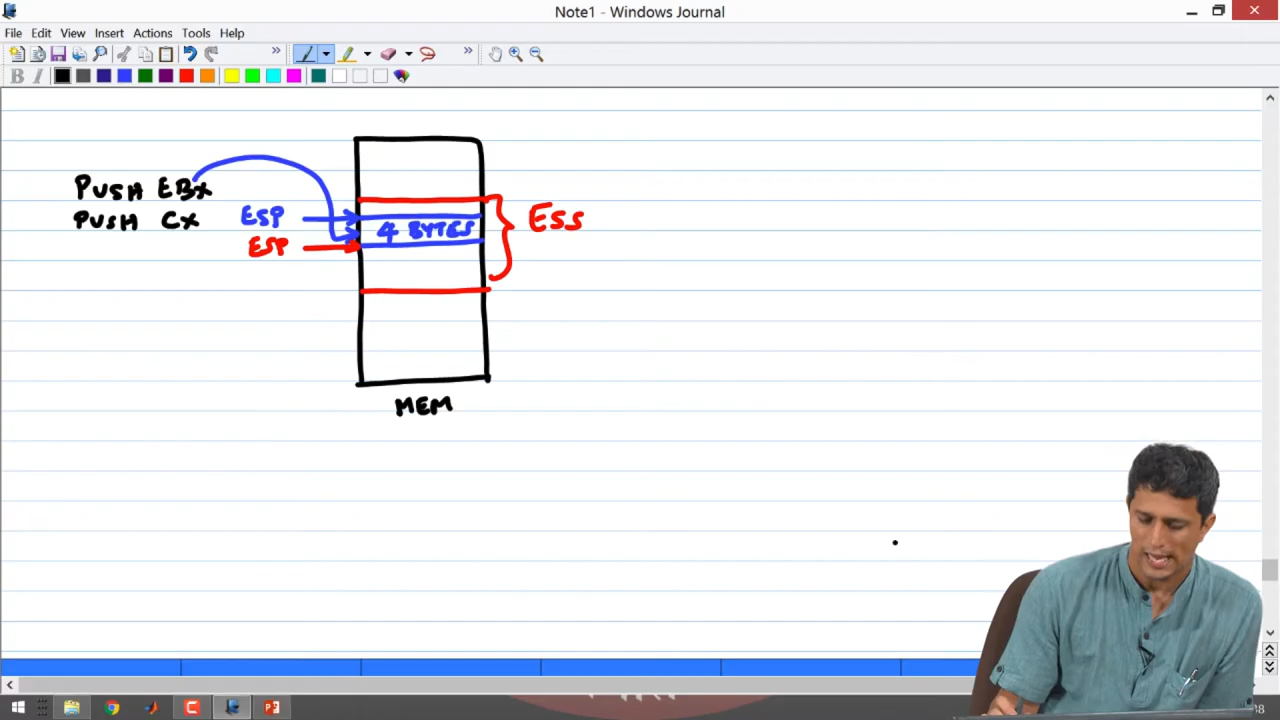 Note1 - Windows Journal
File Edit View Insert Actions Tools Help
PUSH EBX
PUSH CX
ESP
ESP
4 BYTES
ESS
MEM